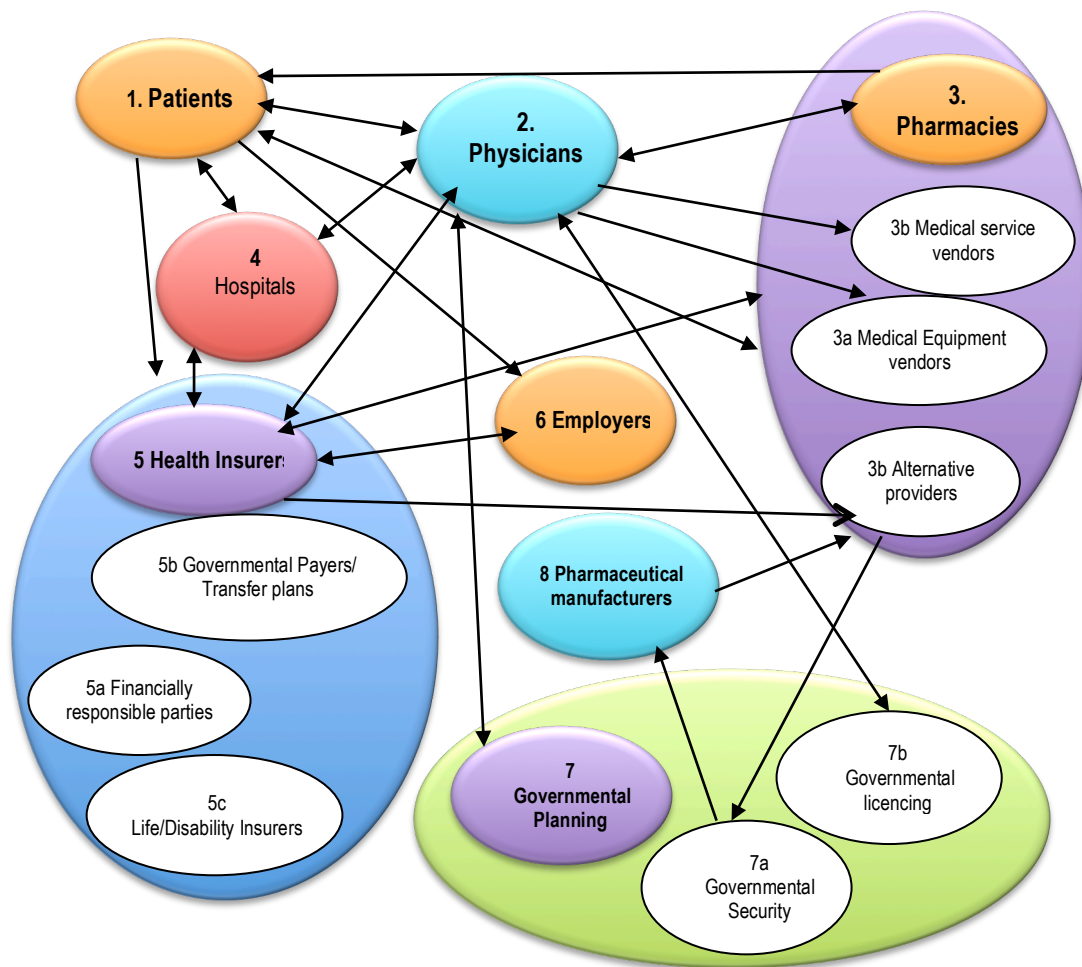 1. Patients
2.
Physicians
3.
Pharmacies
3b Medical service
vendors
4
Hospitals
3a Medical Equipment
vendors
6 Employers
5 Health Insurer
3b Alternative
providers
5b Governmental Payers/
Transfer plans
8 Pharmaceutical
manufacturers
5a Financially
responsible parties
7
Governmental
Planning
7b
Governmental
licencing
5c
Life/Disability Insurers
7a
Governmental
Security